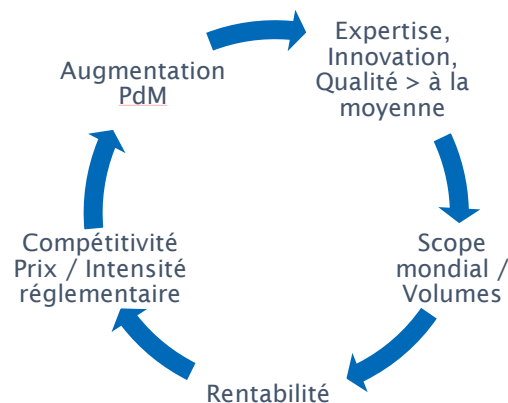 Augmentation
PdM
Expertise,
Innovation,
Qualité > à la
moyenne
Scope
mondial /
Volumes
Rentabilité
Compétitivité
Prix / Intensité
réglementaire